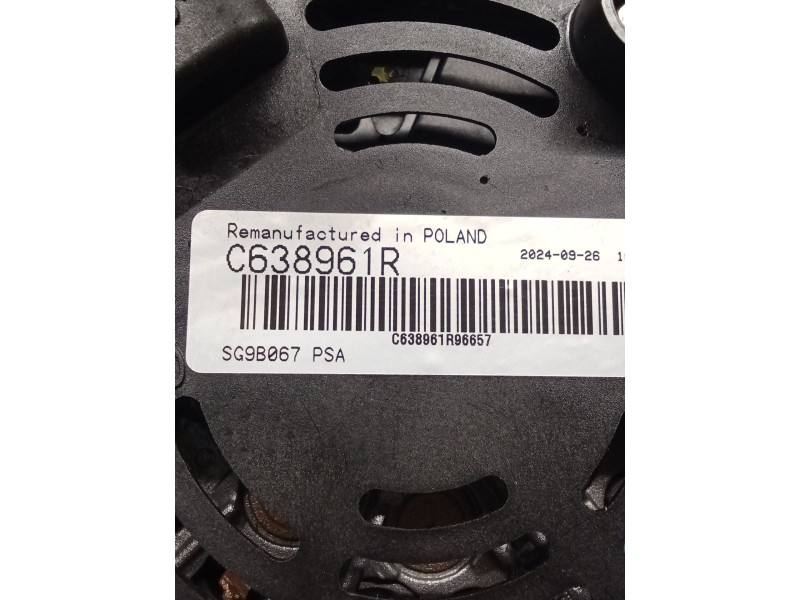 Remanufactured in POLAND
C638961R 2024-09-26
C638961R96657
SG9B067 PSA